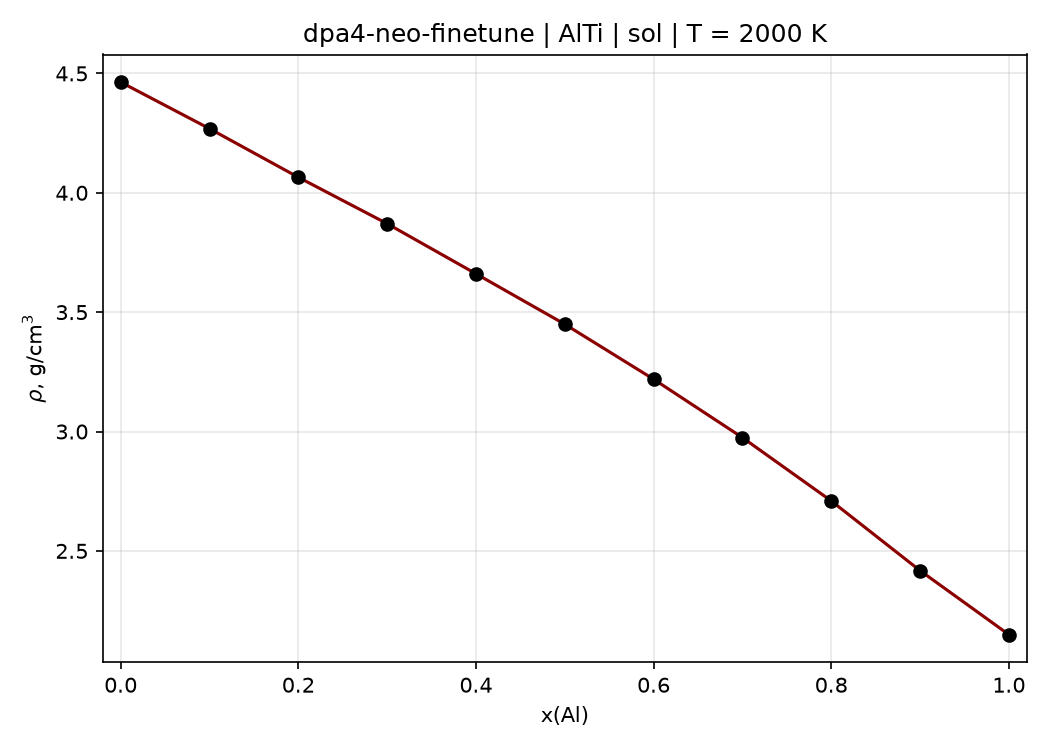 dpa4-neo-finetune | AlTi | sol | T = 2000 K
4.5
4.0
3.5
3.0
2.5
ρ, g/cm³
0.0 0.2 0.4 0.6 0.8 1.0
x(Al)